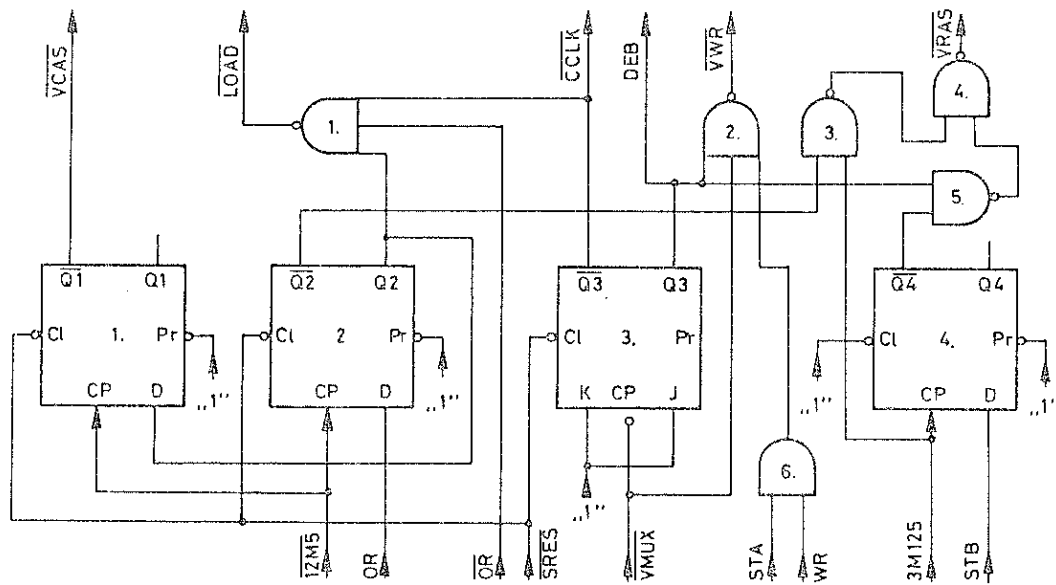 VCAS
LOAD
CCLK
DEB
VWR
VRAS
1.
2.
3.
4.
5.
Q1 Q1
Q2 Q2
Q3 Q3
Q4 Q4
Cl 1. Pr
Cl 2 Pr
Cl 3. Pr
Cl 4. Pr
CP D
„1"
CP D
„1"
K CP J
„1"
„1"
CP D
„1"
6.
12M5
OR
OR
SRES
VMUX
STA
WR
3M125
STB